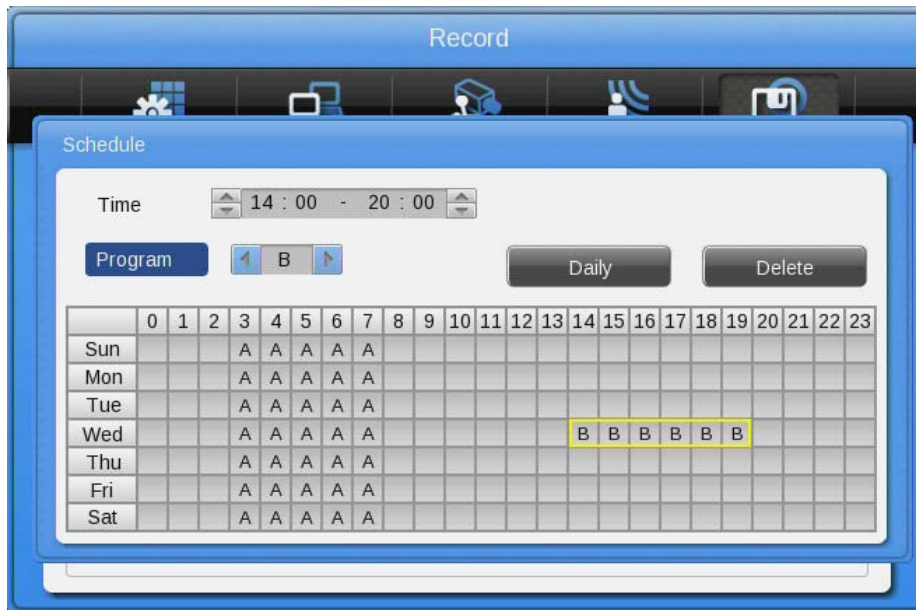 Record
Schedule
Time 14 : 00 - 20 : 00
Program B Daily Delete
0 1 2 3 4 5 6 7 8 9 10 11 12 13 14 15 16 17 18 19 20 21 22 23
Sun A A A A A
Mon A A A A A
Tue A A A A A
Wed A A A A A B B B B B B
Thu A A A A A
Fri A A A A A
Sat A A A A A